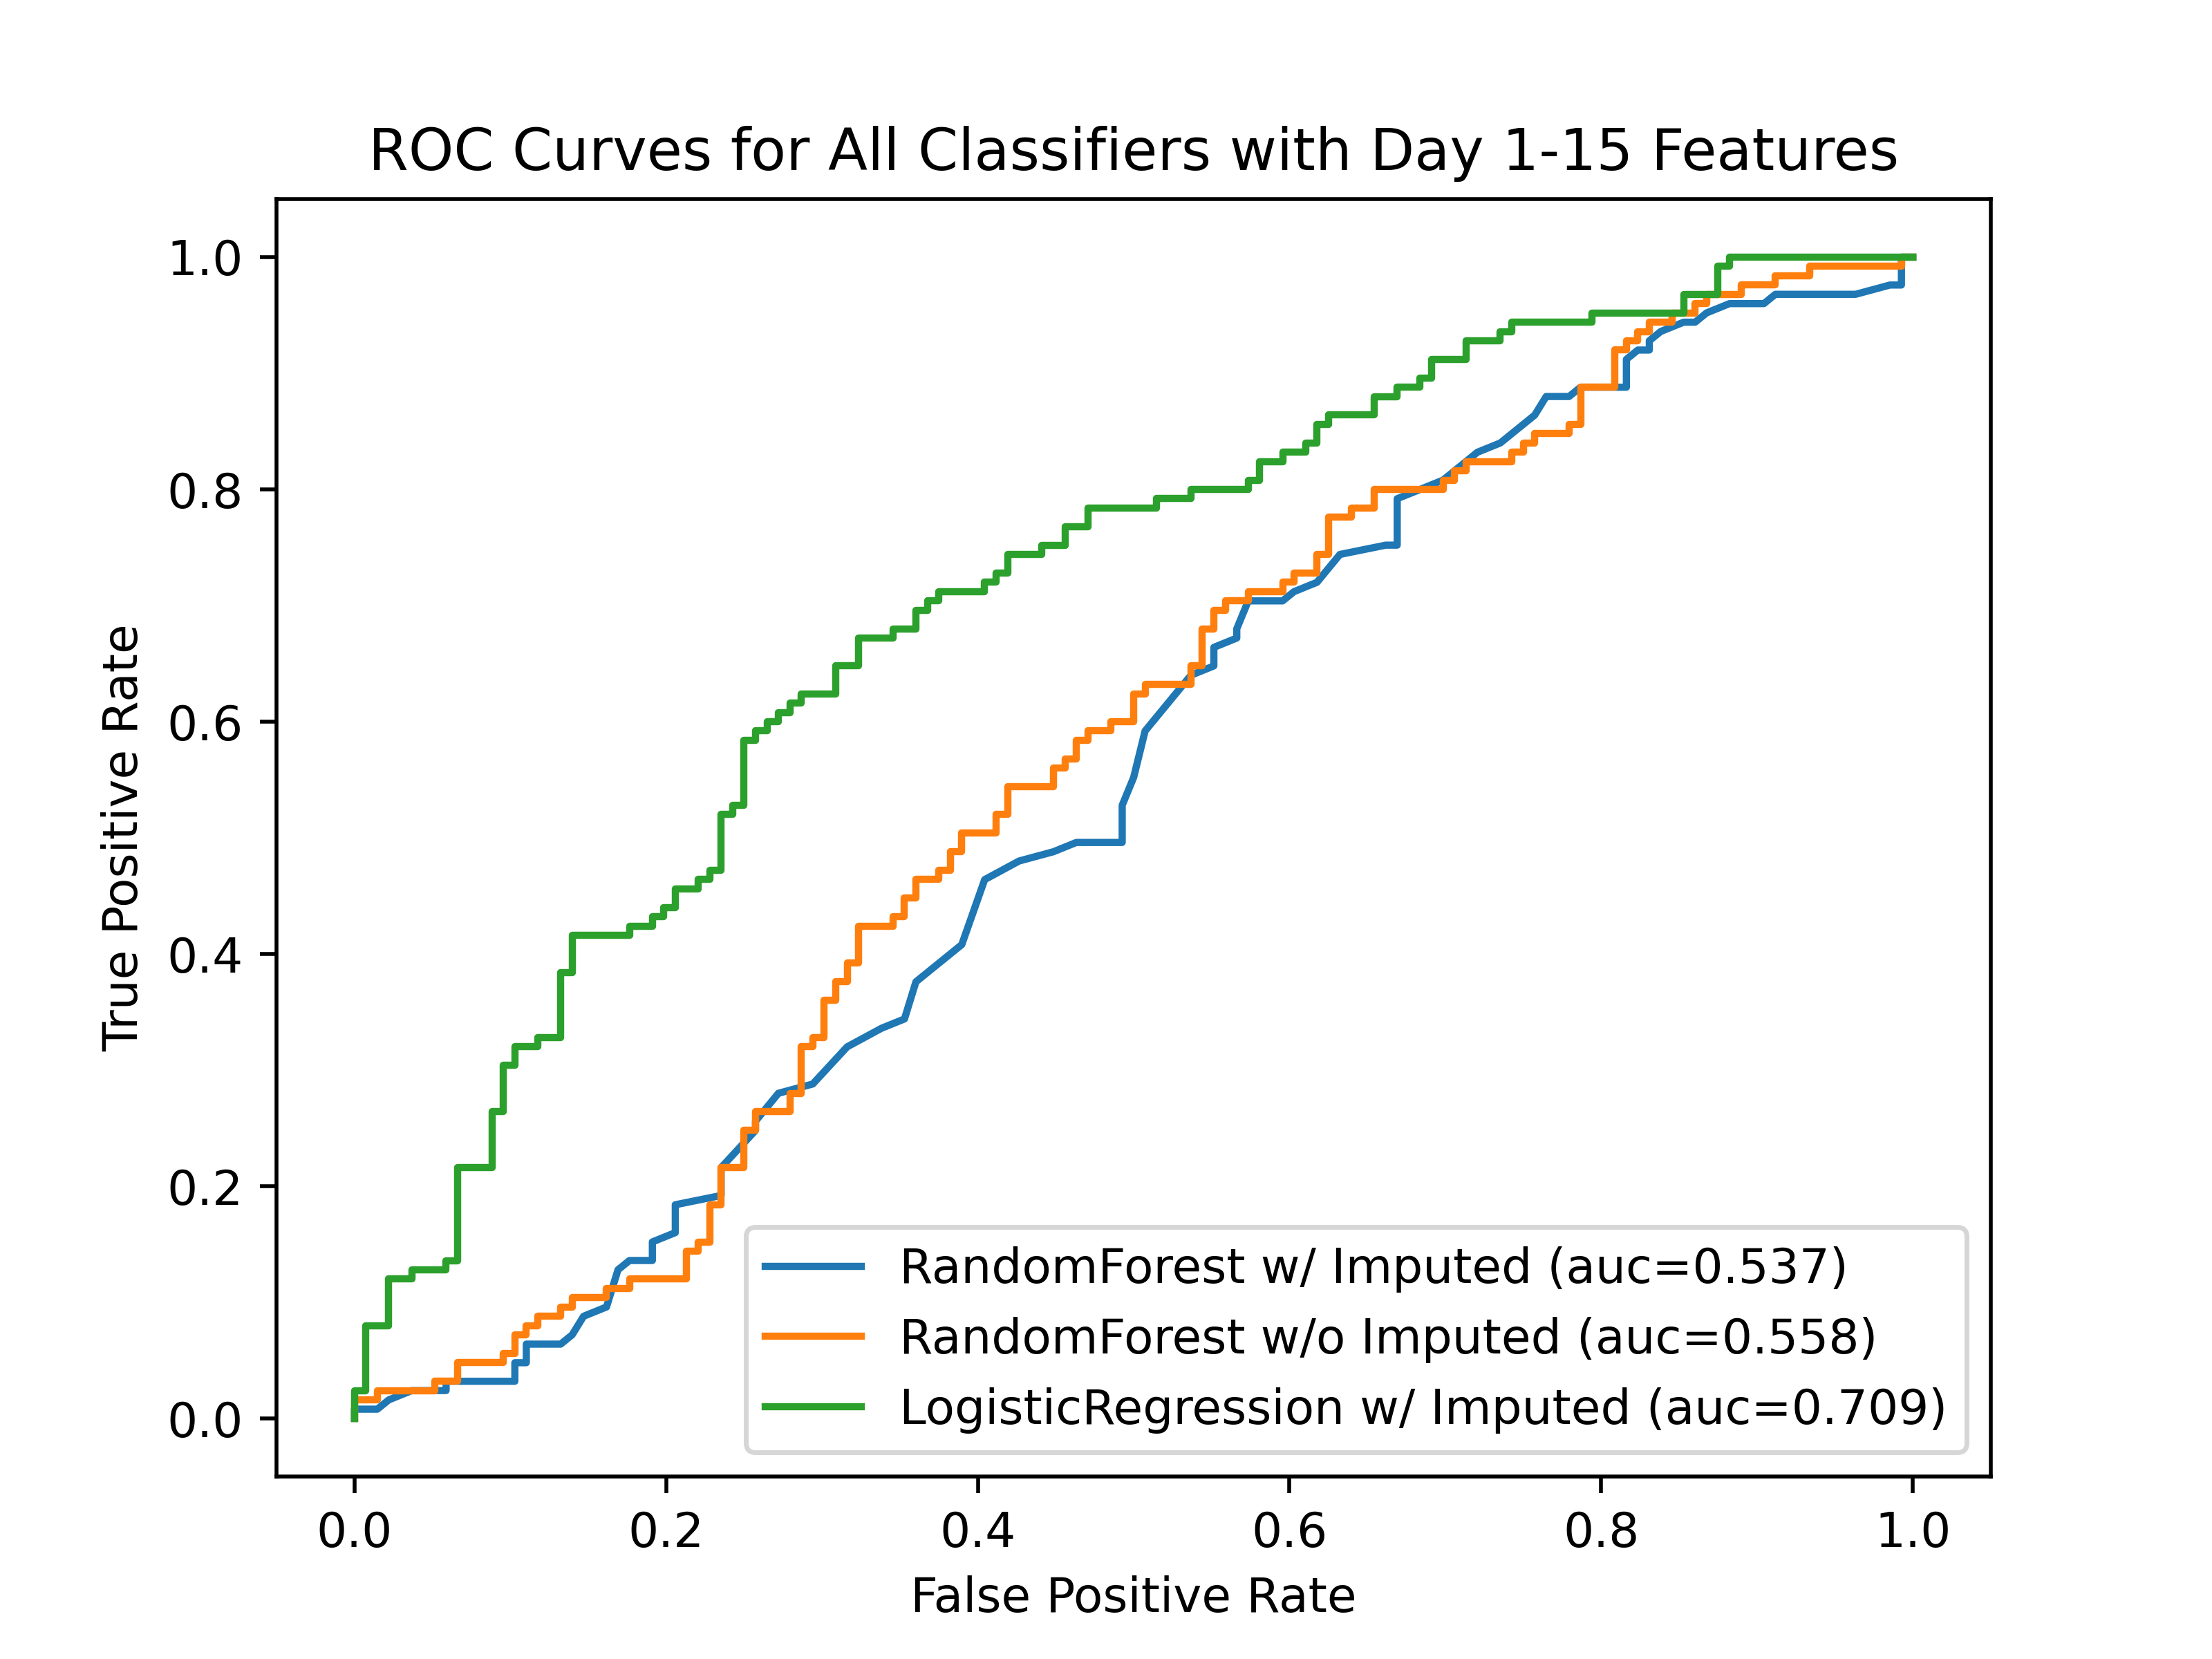 ROC Curves for All Classifiers with Day 1-15 Features
True Positive Rate
1.0
0.8
0.6
0.4
0.2
0.0
RandomForest w/ Imputed (auc=0.537)
RandomForest w/o Imputed (auc=0.558)
LogisticRegression w/ Imputed (auc=0.709)
0.0 0.2 0.4 0.6 0.8 1.0
False Positive Rate